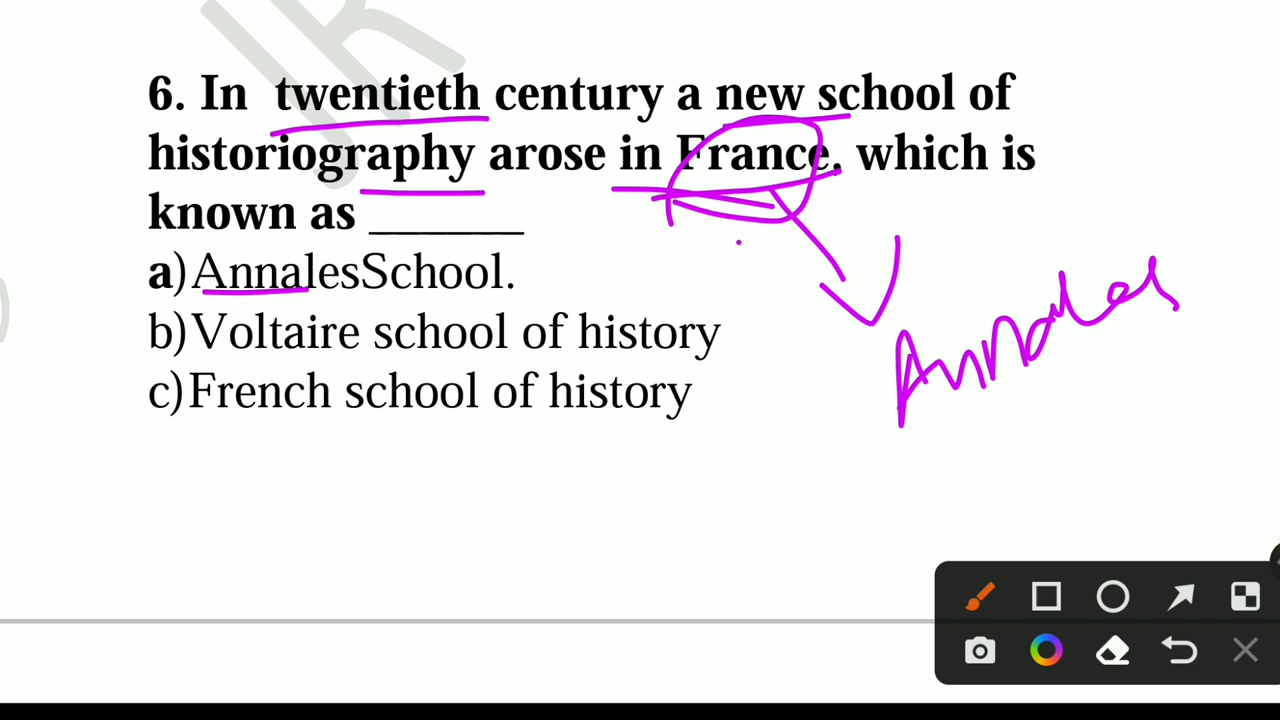 6. In twentieth century a new school of
historiography arose in France, which is
known as _______
a)AnnalesSchool.
b)Voltaire school of history
c)French school of history
Annales